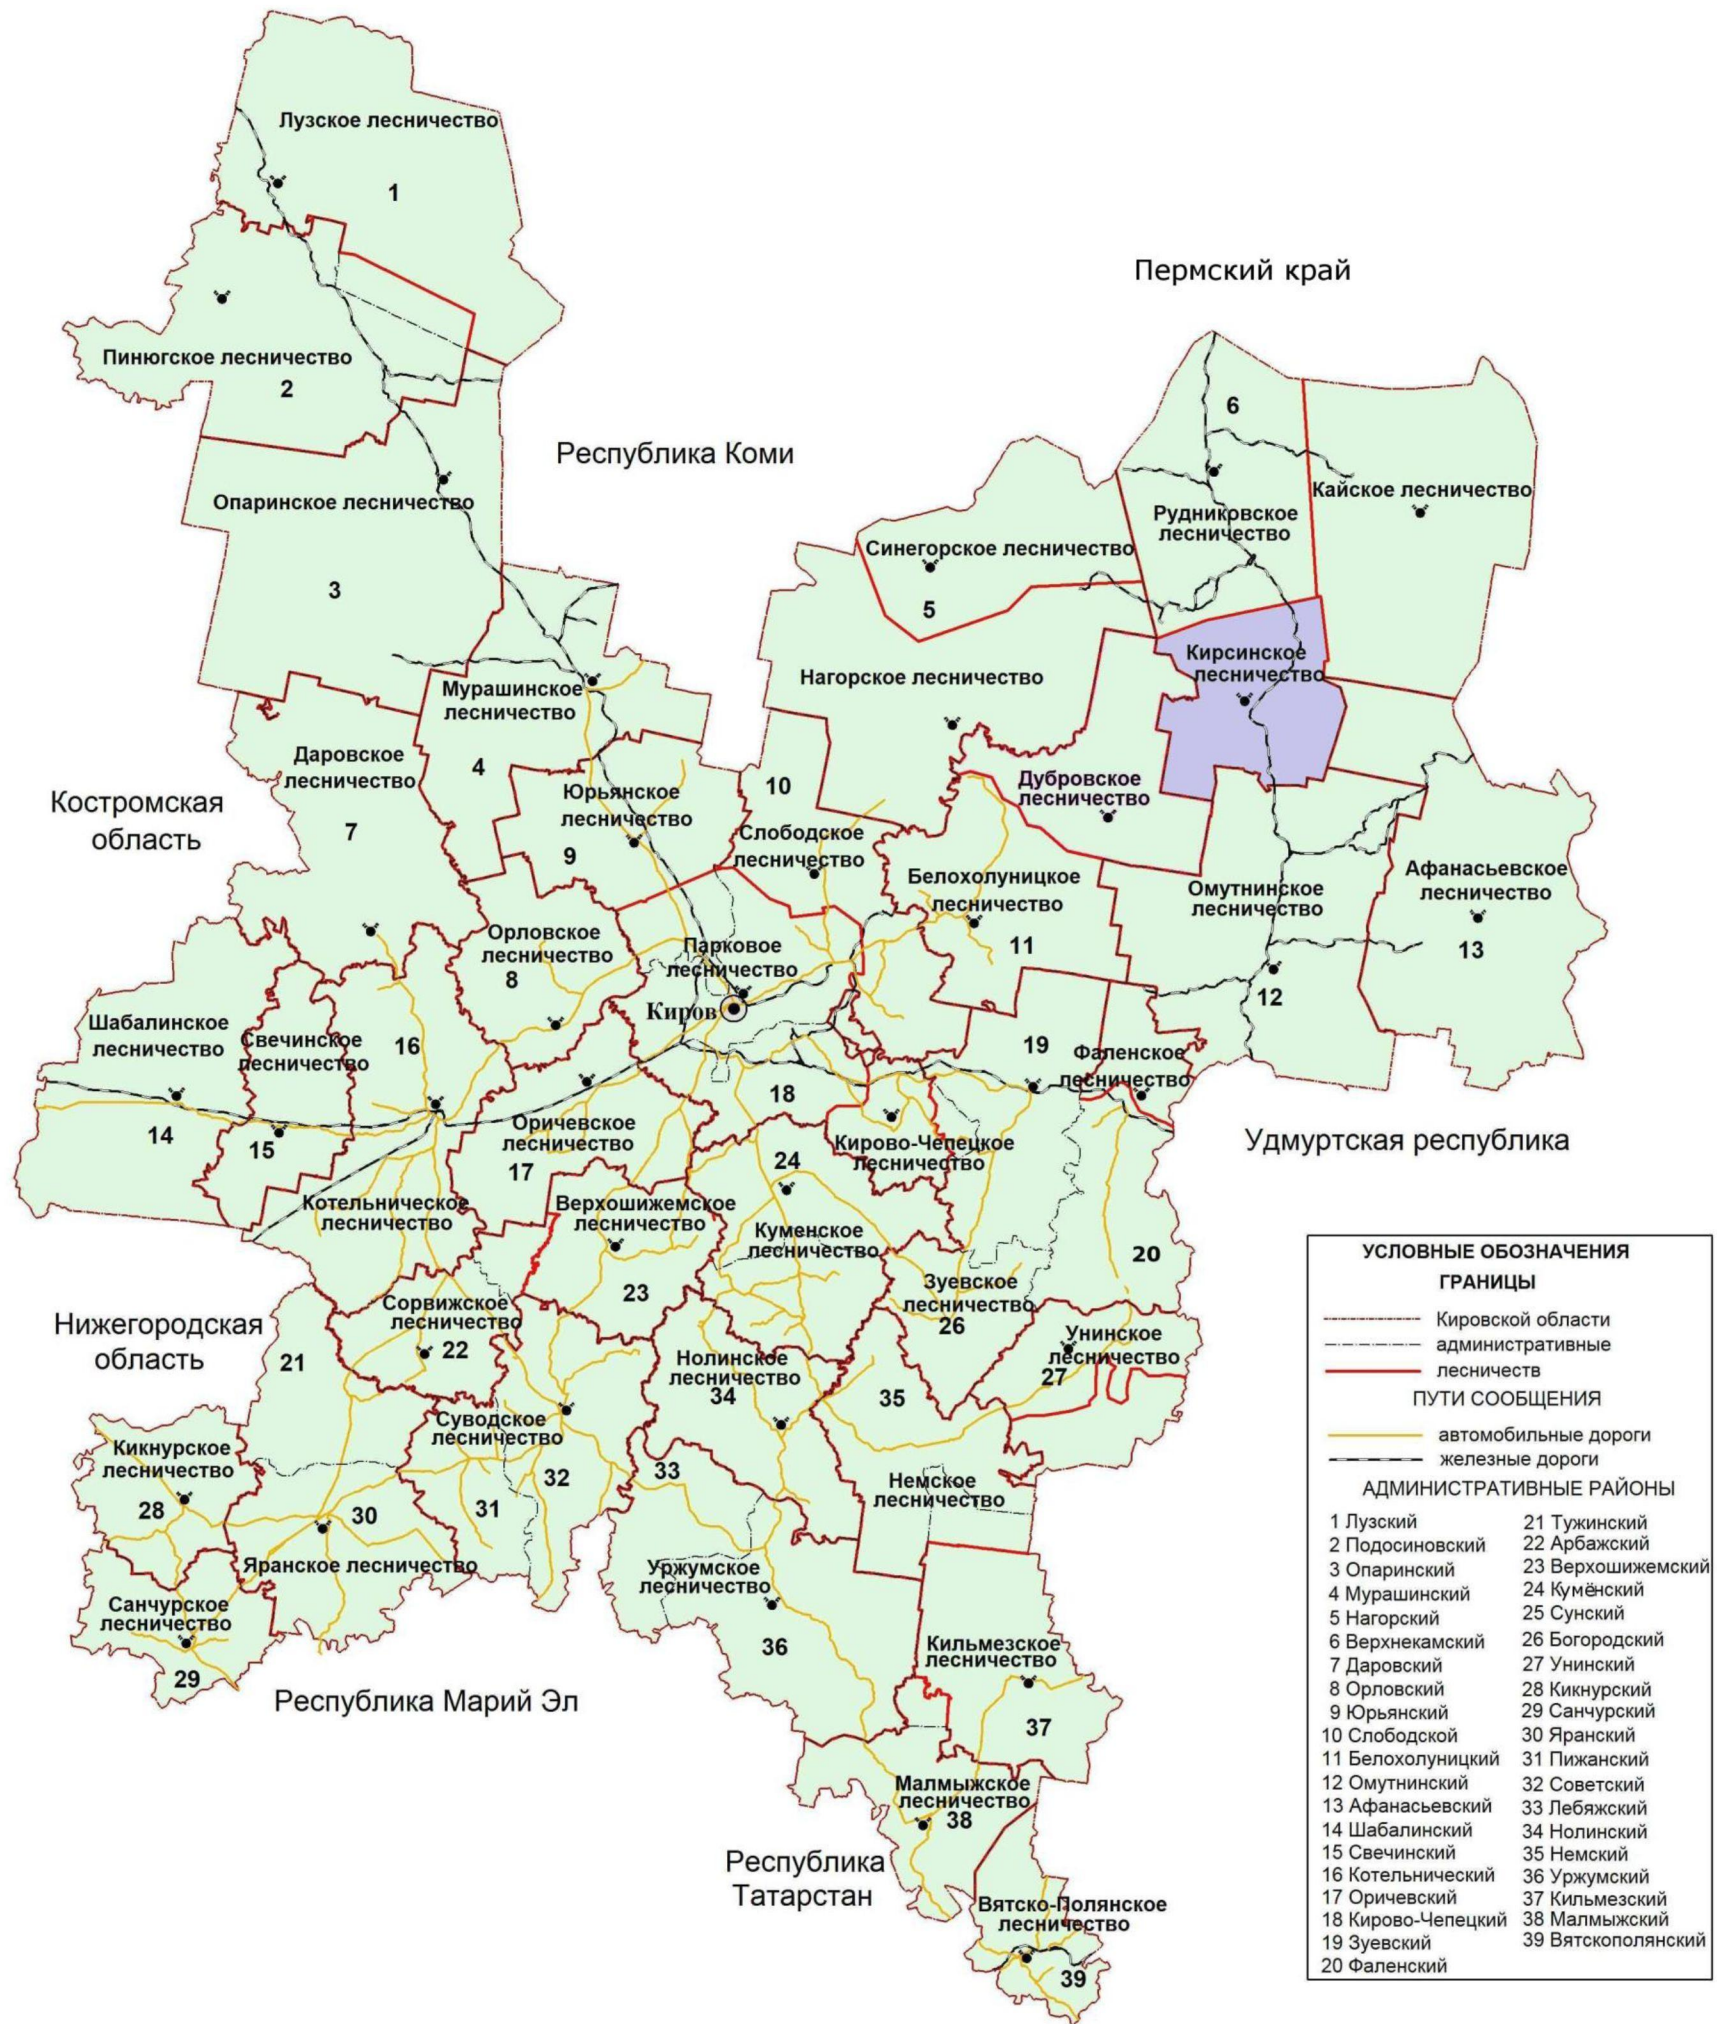 Лузское лесничество
1
Пермский край
Пинюгское лесничество
2
6
Республика Коми
Опаринское лесничество
Кайское лесничество
Рудниковское
лесничество
Синегорское лесничество
3
5
Кирсинское
лесничество
Нагорское лесничество
Мурашинское
лесничество
Даровское
лесничество
4
10
Дубровское
лесничество
Костромская
область
Юрьянское
лесничество
7
9
Слободское
лесничество
Белохолуницкое
лесничество
Омутнинское
лесничество
Афанасьевское
лесничество
Орловское
лесничество
8
Парковое
лесничество
11
13
12
Киров
Шабалинское
лесничество
Свечинское
лесничество
16
19
Фаленское
лесничество
18
14
15
Оричевское
лесничество
17
Кирово-Чепецкое
лесничество
24
Удмуртская республика
Котельническое
лесничество
Верхошижемское
лесничество
Куменское
лесничество
20
23
Зуевское
лесничество
26
Сорвижское
лесничество
22
Нижегородская
область
21
Унинское
лесничество
27
Нолинское
лесничество
34
35
Суводское
лесничество
Кикнурское
лесничество
28
33
32
31
30
Немское
лесничество
Яранское лесничество
Уржумское
лесничество
Санчурское
лесничество
29
36
Кильмезское
лесничество
37
Республика Марий Эл
Малмыжское
лесничество
38
Республика
Татарстан
Вятско-Полянское
лесничество
39
УСЛОВНЫЕ ОБОЗНАЧЕНИЯ
ГРАНИЦЫ
Кировской области
административные
лесничеств
ПУТИ СООБЩЕНИЯ
автомобильные дороги
железные дороги
АДМИНИСТРАТИВНЫЕ РАЙОНЫ
1 Лузский
2 Подосиновский
3 Опаринский
4 Мурашинский
5 Нагорский
6 Верхнекамский
7 Даровский
8 Орловский
9 Юрьянский
10 Слободской
11 Белохолуницкий
12 Омутнинский
13 Афанасьевский
14 Шабалинский
15 Свечинский
16 Котельнический
17 Оричевский
18 Кирово-Чепецкий
19 Зуевский
20 Фаленский
21 Тужинский
22 Арбажский
23 Верхошижемский
24 Кумёнский
25 Сунский
26 Богородский
27 Унинский
28 Кикнурский
29 Санчурский
30 Яранский
31 Пижанский
32 Советский
33 Лебяжский
34 Нолинский
35 Немский
36 Уржумский
37 Кильмезский
38 Малмыжский
39 Вятскополянский